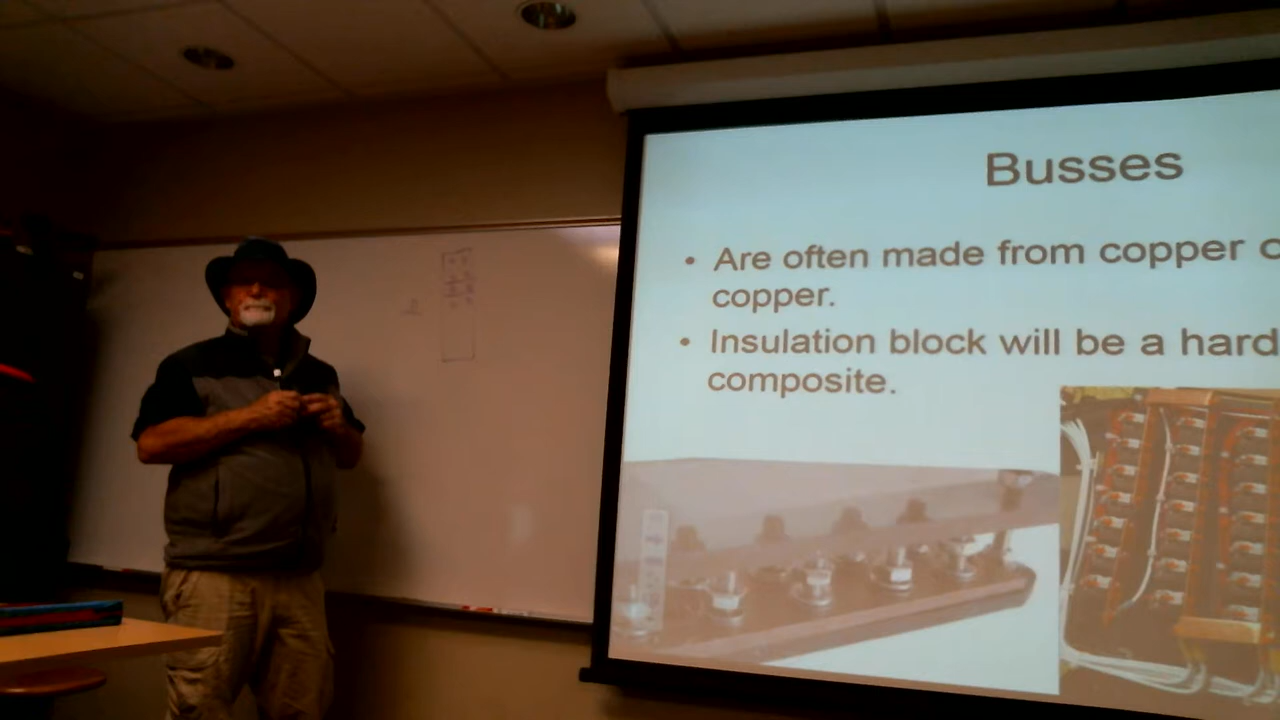 Busses
• Are often made from copper
copper.
• Insulation block will be a hard
composite.